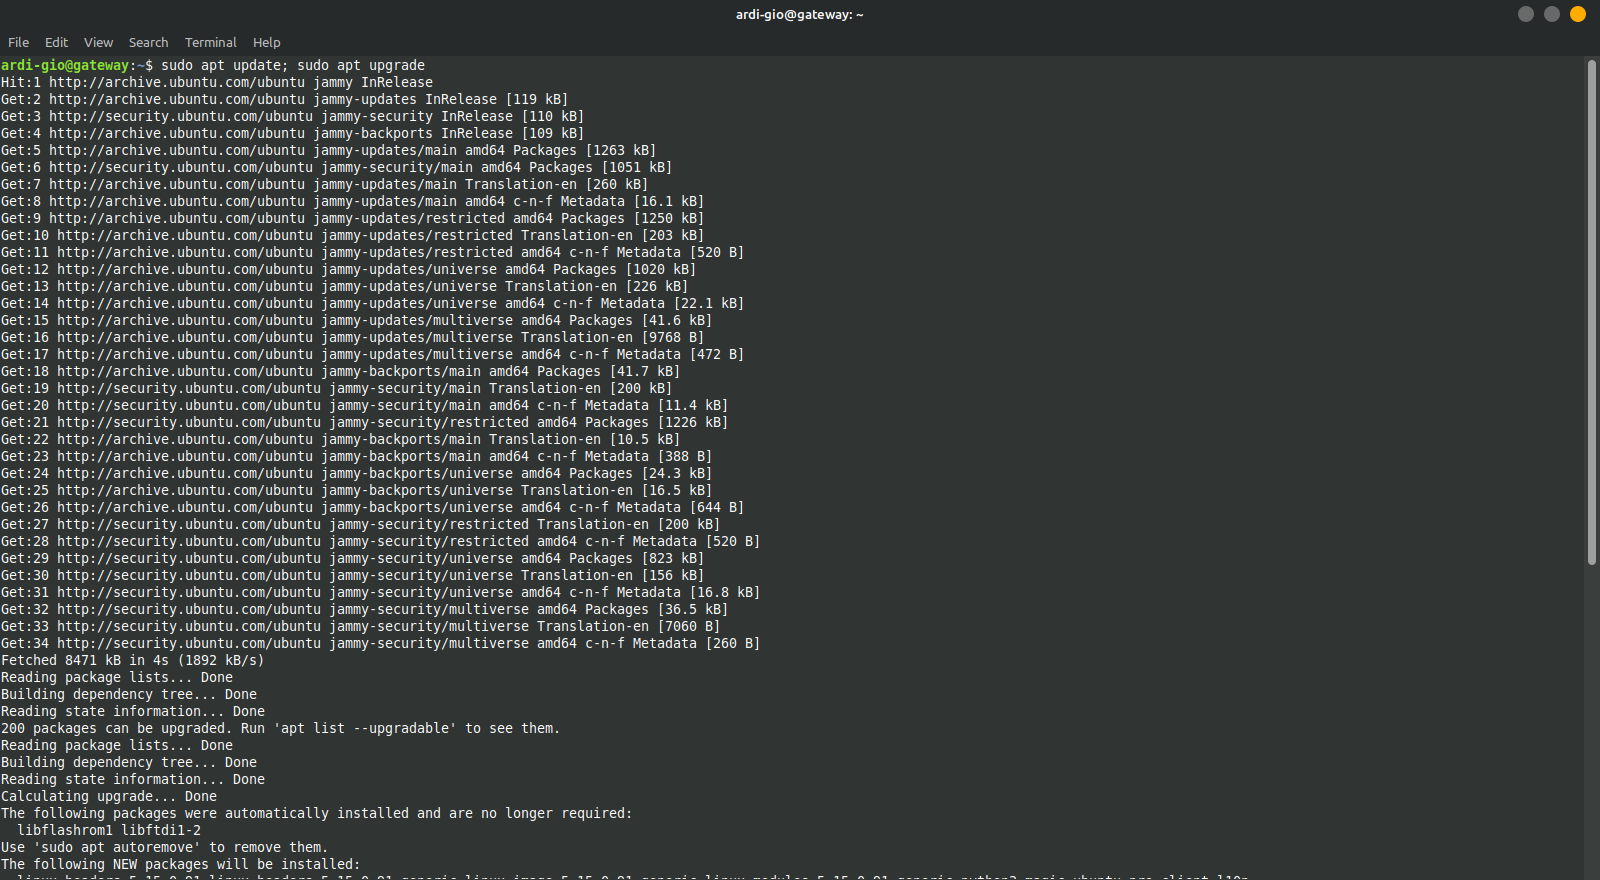 ardi-gio@gateway: ~
File Edit View Search Terminal Help
ardi-gio@gateway:~$ sudo apt update; sudo apt upgrade
Hit:1 http://archive.ubuntu.com/ubuntu jammy InRelease
Get:2 http://archive.ubuntu.com/ubuntu jammy-updates InRelease [119 kB]
Get:3 http://security.ubuntu.com/ubuntu jammy-security InRelease [110 kB]
Get:4 http://archive.ubuntu.com/ubuntu jammy-backports InRelease [109 kB]
Get:5 http://archive.ubuntu.com/ubuntu jammy-updates/main amd64 Packages [1263 kB]
Get:6 http://security.ubuntu.com/ubuntu jammy-security/main amd64 Packages [1051 kB]
Get:7 http://archive.ubuntu.com/ubuntu jammy-updates/main Translation-en [260 kB]
Get:8 http://archive.ubuntu.com/ubuntu jammy-updates/main amd64 c-n-f Metadata [16.1 kB]
Get:9 http://archive.ubuntu.com/ubuntu jammy-updates/restricted amd64 Packages [1250 kB]
Get:10 http://archive.ubuntu.com/ubuntu jammy-updates/restricted Translation-en [203 kB]
Get:11 http://archive.ubuntu.com/ubuntu jammy-updates/restricted amd64 c-n-f Metadata [520 B]
Get:12 http://archive.ubuntu.com/ubuntu jammy-updates/universe amd64 Packages [1020 kB]
Get:13 http://archive.ubuntu.com/ubuntu jammy-updates/universe Translation-en [226 kB]
Get:14 http://archive.ubuntu.com/ubuntu jammy-updates/universe amd64 c-n-f Metadata [22.1 kB]
Get:15 http://archive.ubuntu.com/ubuntu jammy-updates/multiverse amd64 Packages [41.6 kB]
Get:16 http://archive.ubuntu.com/ubuntu jammy-updates/multiverse Translation-en [9768 B]
Get:17 http://archive.ubuntu.com/ubuntu jammy-updates/multiverse amd64 c-n-f Metadata [472 B]
Get:18 http://archive.ubuntu.com/ubuntu jammy-backports/main amd64 Packages [41.7 kB]
Get:19 http://security.ubuntu.com/ubuntu jammy-security/main Translation-en [200 kB]
Get:20 http://security.ubuntu.com/ubuntu jammy-security/main amd64 c-n-f Metadata [11.4 kB]
Get:21 http://security.ubuntu.com/ubuntu jammy-security/restricted amd64 Packages [1226 kB]
Get:22 http://archive.ubuntu.com/ubuntu jammy-backports/main Translation-en [10.5 kB]
Get:23 http://archive.ubuntu.com/ubuntu jammy-backports/main amd64 c-n-f Metadata [388 B]
Get:24 http://archive.ubuntu.com/ubuntu jammy-backports/universe amd64 Packages [24.3 kB]
Get:25 http://archive.ubuntu.com/ubuntu jammy-backports/universe Translation-en [16.5 kB]
Get:26 http://archive.ubuntu.com/ubuntu jammy-backports/universe amd64 c-n-f Metadata [644 B]
Get:27 http://security.ubuntu.com/ubuntu jammy-security/restricted Translation-en [200 kB]
Get:28 http://security.ubuntu.com/ubuntu jammy-security/restricted amd64 c-n-f Metadata [520 B]
Get:29 http://security.ubuntu.com/ubuntu jammy-security/universe amd64 Packages [823 kB]
Get:30 http://security.ubuntu.com/ubuntu jammy-security/universe Translation-en [156 kB]
Get:31 http://security.ubuntu.com/ubuntu jammy-security/universe amd64 c-n-f Metadata [16.8 kB]
Get:32 http://security.ubuntu.com/ubuntu jammy-security/multiverse amd64 Packages [36.5 kB]
Get:33 http://security.ubuntu.com/ubuntu jammy-security/multiverse Translation-en [7060 B]
Get:34 http://security.ubuntu.com/ubuntu jammy-security/multiverse amd64 c-n-f Metadata [260 B]
Fetched 8471 kB in 4s (1892 kB/s)
Reading package lists... Done
Building dependency tree... Done
Reading state information... Done
200 packages can be upgraded. Run 'apt list --upgradable' to see them.
Reading package lists... Done
Building dependency tree... Done
Reading state information... Done
Calculating upgrade... Done
The following packages were automatically installed and are no longer required:
libflashrom1 libftdi1-2
Use 'sudo apt autoremove' to remove them.
The following NEW packages will be installed: